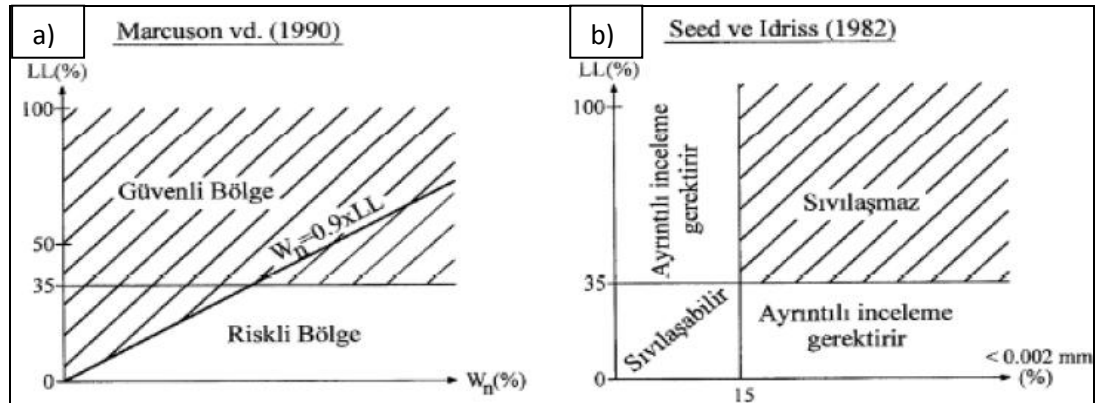 a)
Marcuson vd. (1990)
LL(%)
100
50
35
0
Güvenli Bölge
Wn=0.9xLL
Riskli Bölge
Wn(%)
b)
Seed ve Idriss (1982)
LL(%)
100
35
0
Ayrıntılı inceleme
gerektirir
Sıvılaşmaz
Sıvılaşabilir
Ayrıntılı inceleme
gerektirir
< 0.002 mm
(%)
15